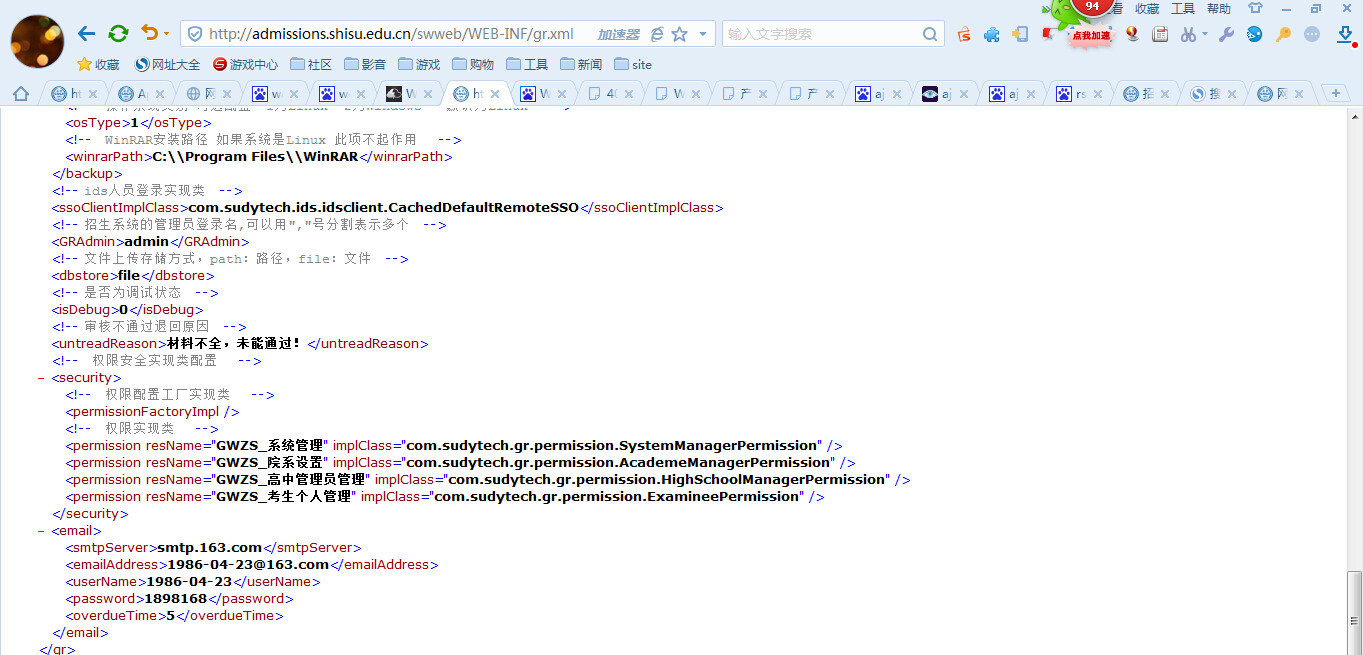 94
看 收藏 工具 帮助
http://admissions.shisu.edu.cn/swweb/WEB-INF/gr.xml 加速器
输入文字搜索
点我加速
收藏 网址大全 游戏中心 社区 影音 游戏 购物 工具 新闻 site
ht A 网 w w W ht W 4( W 产 产 aj aj aj rs 招 搜 网
<osType>1</osType>
<!-- WinRAR安装路径 如果系统是Linux 此项不起作用 -->
<winrarPath>C:\\Program Files\\WinRAR</winrarPath>
</backup>
<!-- ids人员登录实现类 -->
<ssoClientImplClass>com.sudytech.ids.idsclient.CachedDefaultRemoteSSO</ssoClientImplClass>
<!-- 招生系统的管理员登录名,可以用","号分割表示多个 -->
<GRAdmin>admin</GRAdmin>
<!-- 文件上传存储方式，path：路径，file：文件 -->
<dbstore>file</dbstore>
<!-- 是否为调试状态 -->
<isDebug>0</isDebug>
<!-- 审核不通过退回原因 -->
<untreadReason>材料不全，未能通过！</untreadReason>
<!-- 权限安全实现类配置 -->
- <security>
<!-- 权限配置工厂实现类 -->
<permissionFactoryImpl />
<!-- 权限实现类 -->
<permission resName="GWZS_系统管理" implClass="com.sudytech.gr.permission.SystemManagerPermission" />
<permission resName="GWZS_院系设置" implClass="com.sudytech.gr.permission.AcademeManagerPermission" />
<permission resName="GWZS_高中管理员管理" implClass="com.sudytech.gr.permission.HighSchoolManagerPermission" />
<permission resName="GWZS_考生个人管理" implClass="com.sudytech.gr.permission.ExamineePermission" />
</security>
- <email>
<smtpServer>smtp.163.com</smtpServer>
<emailAddress>1986-04-23@163.com</emailAddress>
<userName>1986-04-23</userName>
<password>1898168</password>
<overdueTime>5</overdueTime>
</email>
</gr>